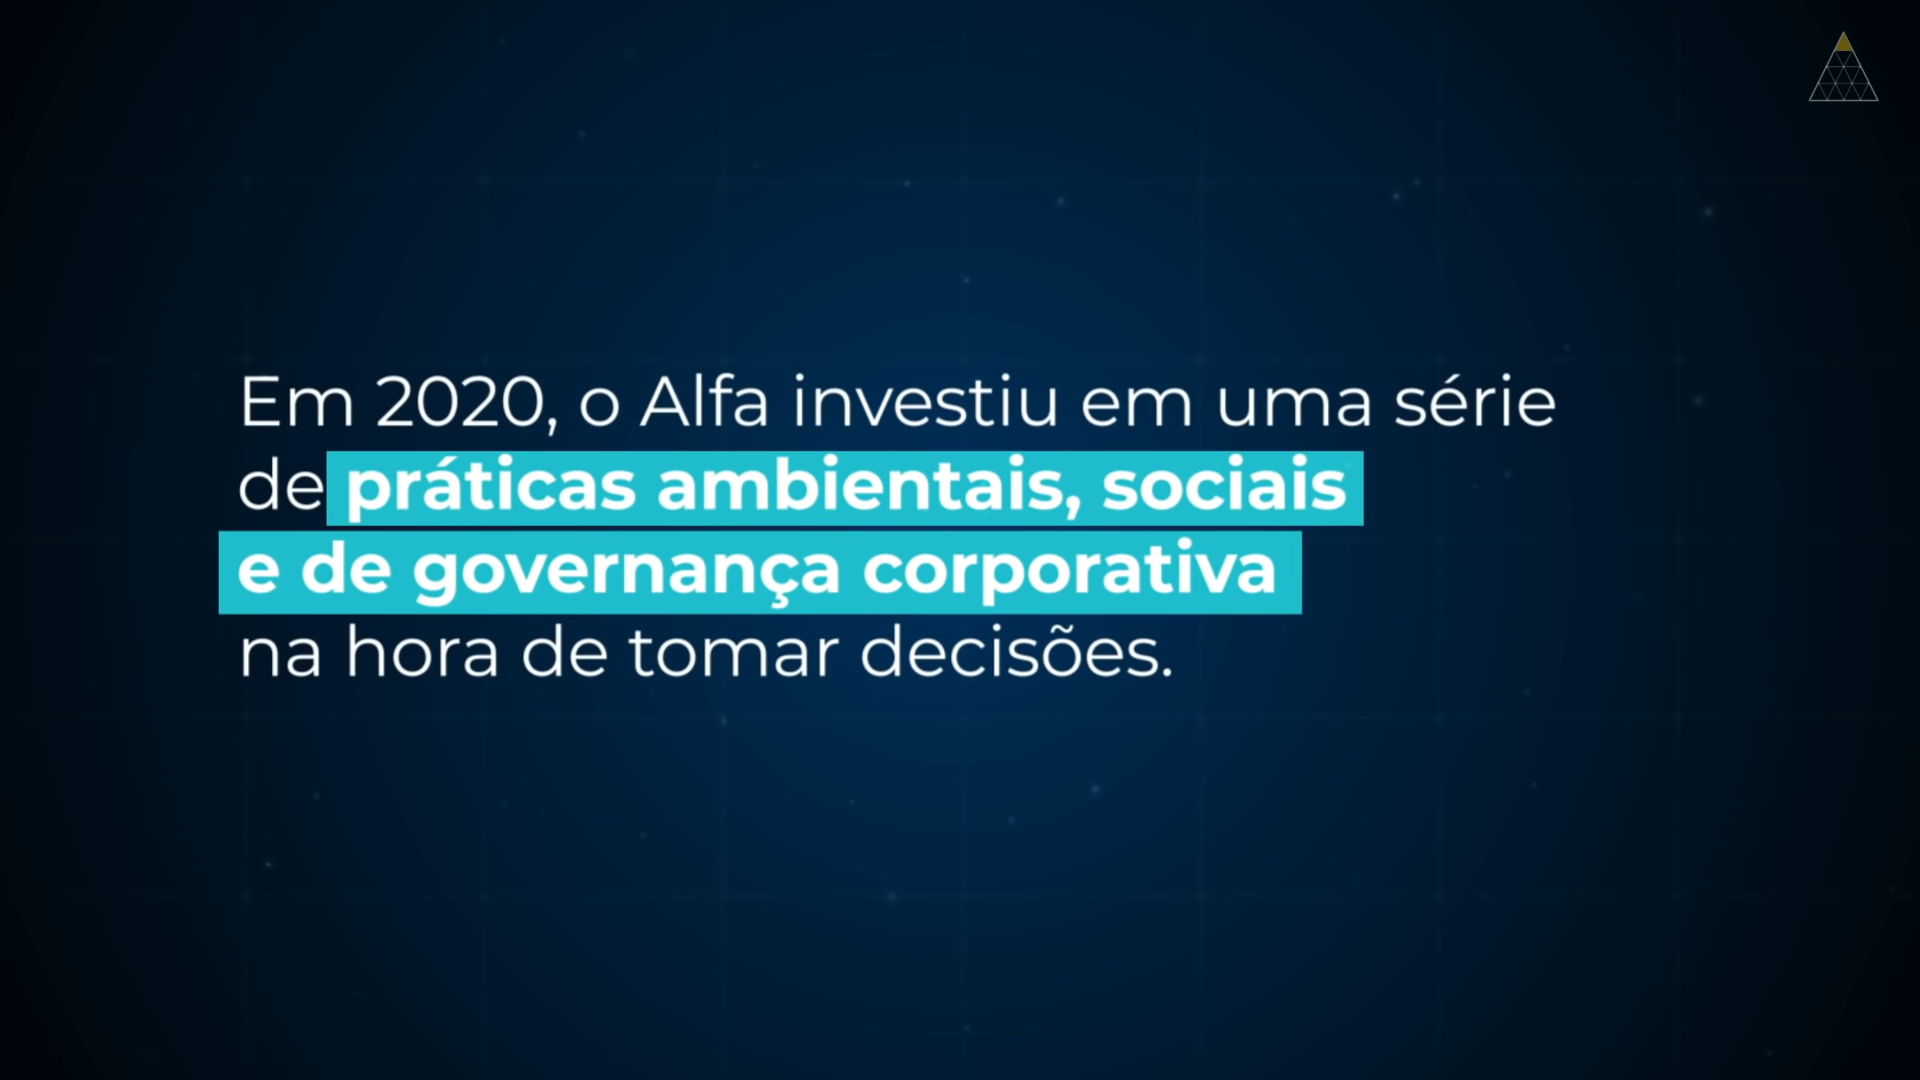 Em 2020, o Alfa investiu em uma série
de práticas ambientais, sociais
e de governança corporativa
na hora de tomar decisões.